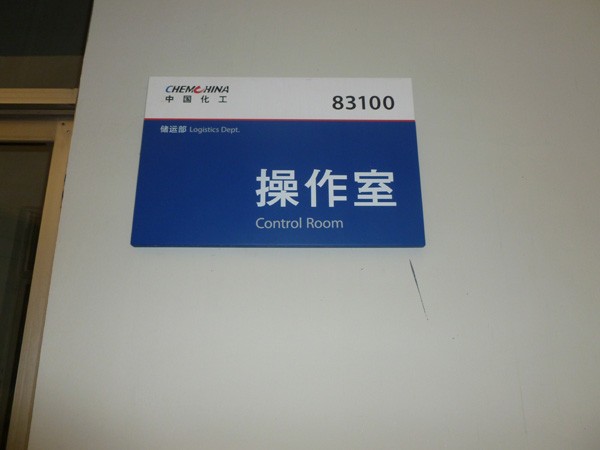 CHEMCHINA
中国化工
83100
储运部 Logistics Dept.
操作室
Control Room